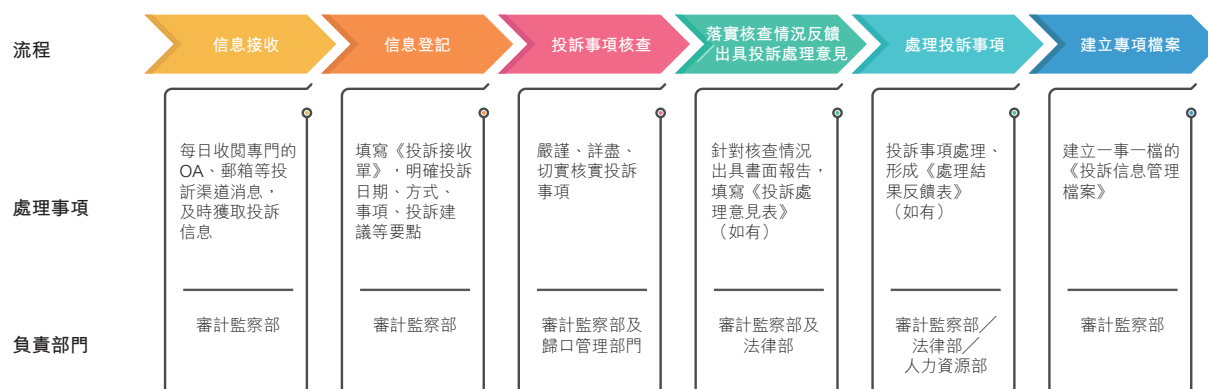 流程
信息接收
信息登記
投訴事項核查
落實核查情況反饋
／出具投訴處理意見
處理投訴事項
建立專項檔案
處理事項
每日收閲專門的
OA、郵箱等投
訴渠道消息，
及時獲取投訴
信息
填寫《投訴接收
單》，明確投訴
日期、方式、
事項、投訴建
議等要點
嚴謹、詳盡、
切實核實投訴
事項
針對核查情況
出具書面報告，
填寫《投訴處
理意見表》
（如有）
投訴事項處理、
形成《處理結
果反饋表》
（如有）
建立一事一檔的
《投訴信息管理
檔案》
負責部門
審計監察部
審計監察部
審計監察部及
歸口管理部門
審計監察部及
法律部
審計監察部／
法律部／
人力資源部
審計監察部